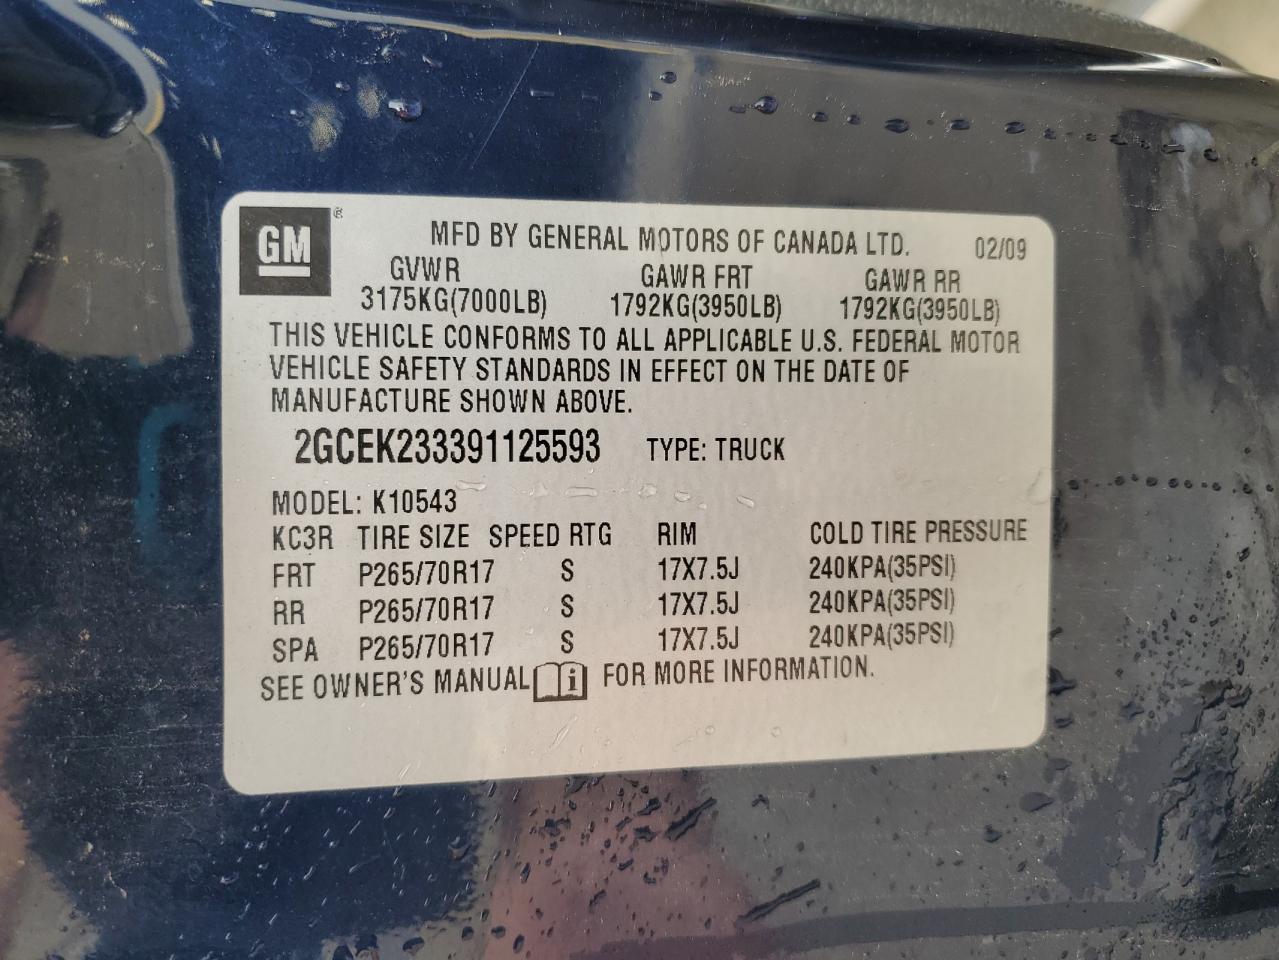 GM ®
MFD BY GENERAL MOTORS OF CANADA LTD. 02/09
GVWR GAWR FRT GAWR RR
3175KG(7000LB) 1792KG(3950LB) 1792KG(3950LB)
THIS VEHICLE CONFORMS TO ALL APPLICABLE U.S. FEDERAL MOTOR
VEHICLE SAFETY STANDARDS IN EFFECT ON THE DATE OF
MANUFACTURE SHOWN ABOVE.
2GCEK233391125593 TYPE: TRUCK
MODEL: K10543
KC3R TIRE SIZE SPEED RTG RIM COLD TIRE PRESSURE
FRT P265/70R17 S 17X7.5J 240KPA(35PSI)
RR P265/70R17 S 17X7.5J 240KPA(35PSI)
SPA P265/70R17 S 17X7.5J 240KPA(35PSI)
SEE OWNER'S MANUAL i FOR MORE INFORMATION.